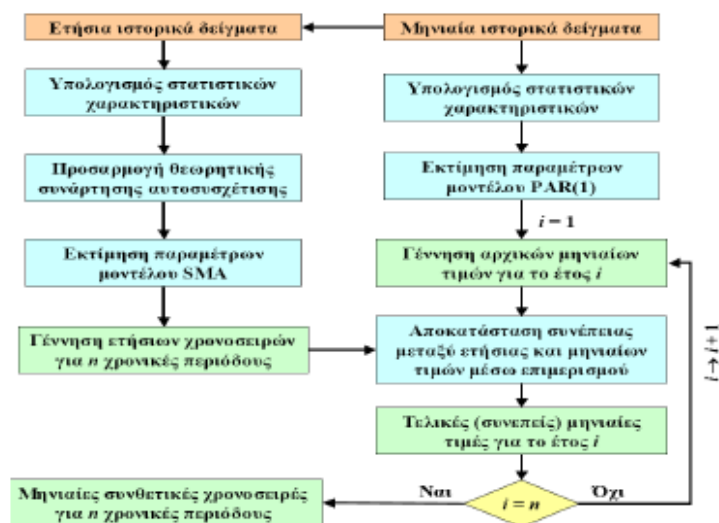 Ετήσια ιστορικά δείγματα
Μηνιαία ιστορικά δείγματα
Υπολογισμός στατιστικών
χαρακτηριστικών
Υπολογισμός στατιστικών
χαρακτηριστικών
Προσαρμογή θεωρητικής
συνάρτησης αυτοσυσχέτισης
Εκτίμηση παραμέτρων
μοντέλου PAR(1)
i = 1
Εκτίμηση παραμέτρων
μοντέλου SMA
Γέννηση αρχικών μηνιαίων
τιμών για το έτος i
Γέννηση ετήσιων χρονοσειρών
για n χρονικές περιόδους
Αποκατάσταση συνέπειας
μεταξύ ετήσιας και μηνιαίων
τιμών μέσω επιμερισμού
i → i + 1
Τελικές (συνεπείς) μηνιαίες
τιμές για το έτος i
Μηνιαίες συνθετικές χρονοσειρές
για n χρονικές περιόδους
Ναι
i = n
Όχι